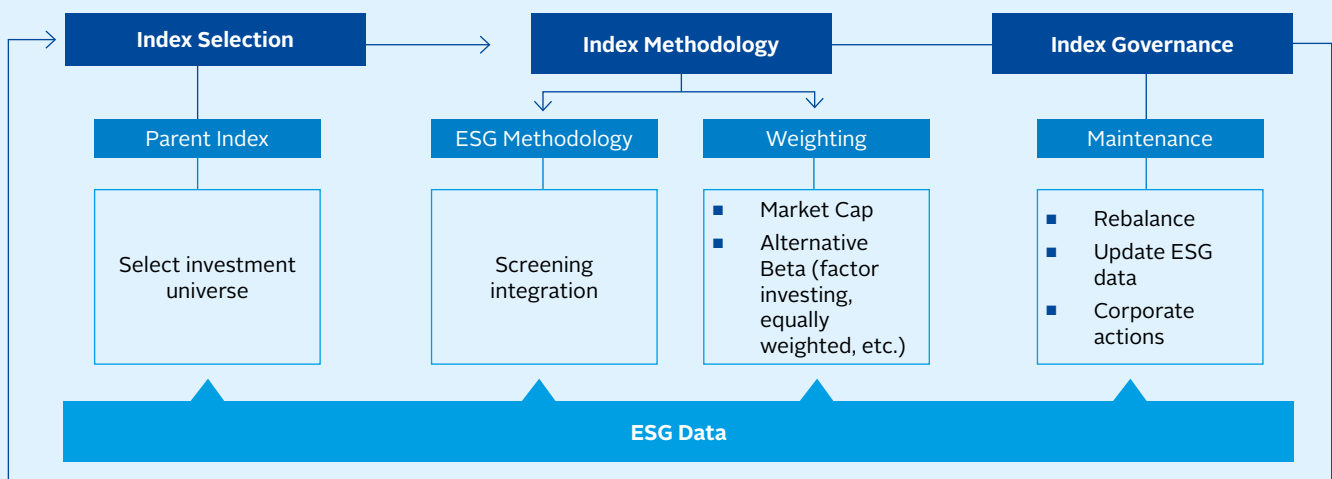 Index Selection
Index Methodology
Index Governance
Parent Index
ESG Methodology
Weighting
Maintenance
Select investment
universe
Screening
integration
■ Market Cap
■ Alternative
Beta (factor
investing,
equally
weighted, etc.)
■ Rebalance
■ Update ESG
data
■ Corporate
actions
ESG Data